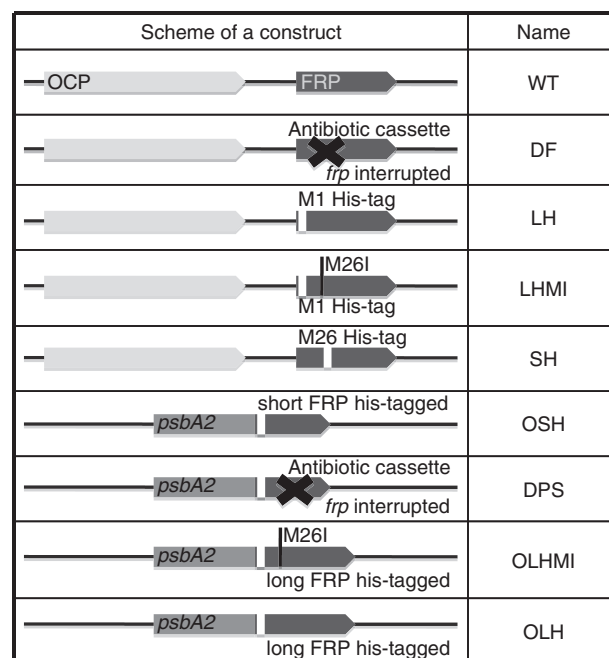 Scheme of a construct Name
OCP FRP WT
Antibiotic cassette
DF
frp interrupted
M1 His-tag
LH
M26I
LHMI
M1 His-tag
M26 His-tag
SH
short FRP his-tagged
psbA2 OSH
Antibiotic cassette
psbA2 DPS
frp interrupted
M26I
psbA2 OLHMI
long FRP his-tagged
psbA2 OLH
long FRP his-tagged